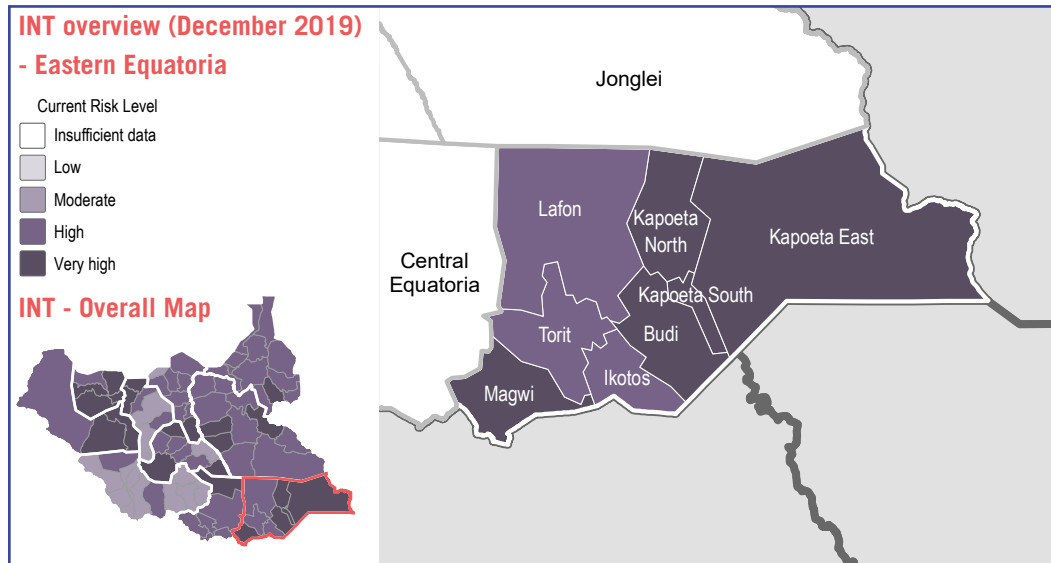 INT overview (December 2019)
- Eastern Equatoria
Current Risk Level
Insufficient data
Low
Moderate
High
Very high
INT - Overall Map
Jonglei
Central
Equatoria
Lafon
Kapoeta
North
Kapoeta East
Kapoeta South
Budi
Torit
Ikotos
Magwi